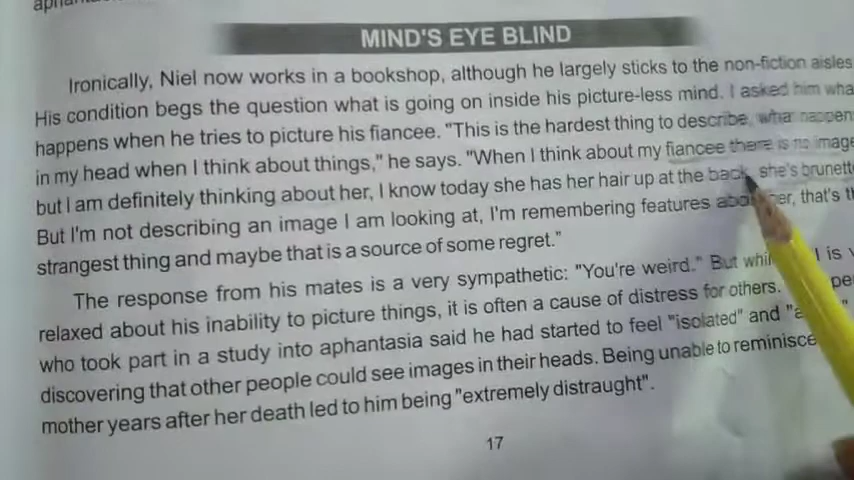 MIND'S EYE BLIND
Ironically, Niel now works in a bookshop, although he largely sticks to the non-fiction aisles
His condition begs the question what is going on inside his picture-less mind. I asked him wha
happens when he tries to picture his fiancee. "This is the hardest thing to describe, what happen
in my head when I think about things," he says. "When I think about my fiancee there is no image
but I am definitely thinking about her, I know today she has her hair up at the back, she's brunette
But I'm not describing an image I am looking at, I'm remembering features about her, that's th
strangest thing and maybe that is a source of some regret."
The response from his mates is a very sympathetic: "You're weird." But whi I is v
relaxed about his inability to picture things, it is often a cause of distress for others. pe
who took part in a study into aphantasia said he had started to feel "isolated" and "a "
discovering that other people could see images in their heads. Being unable to reminisce
mother years after her death led to him being "extremely distraught".
17